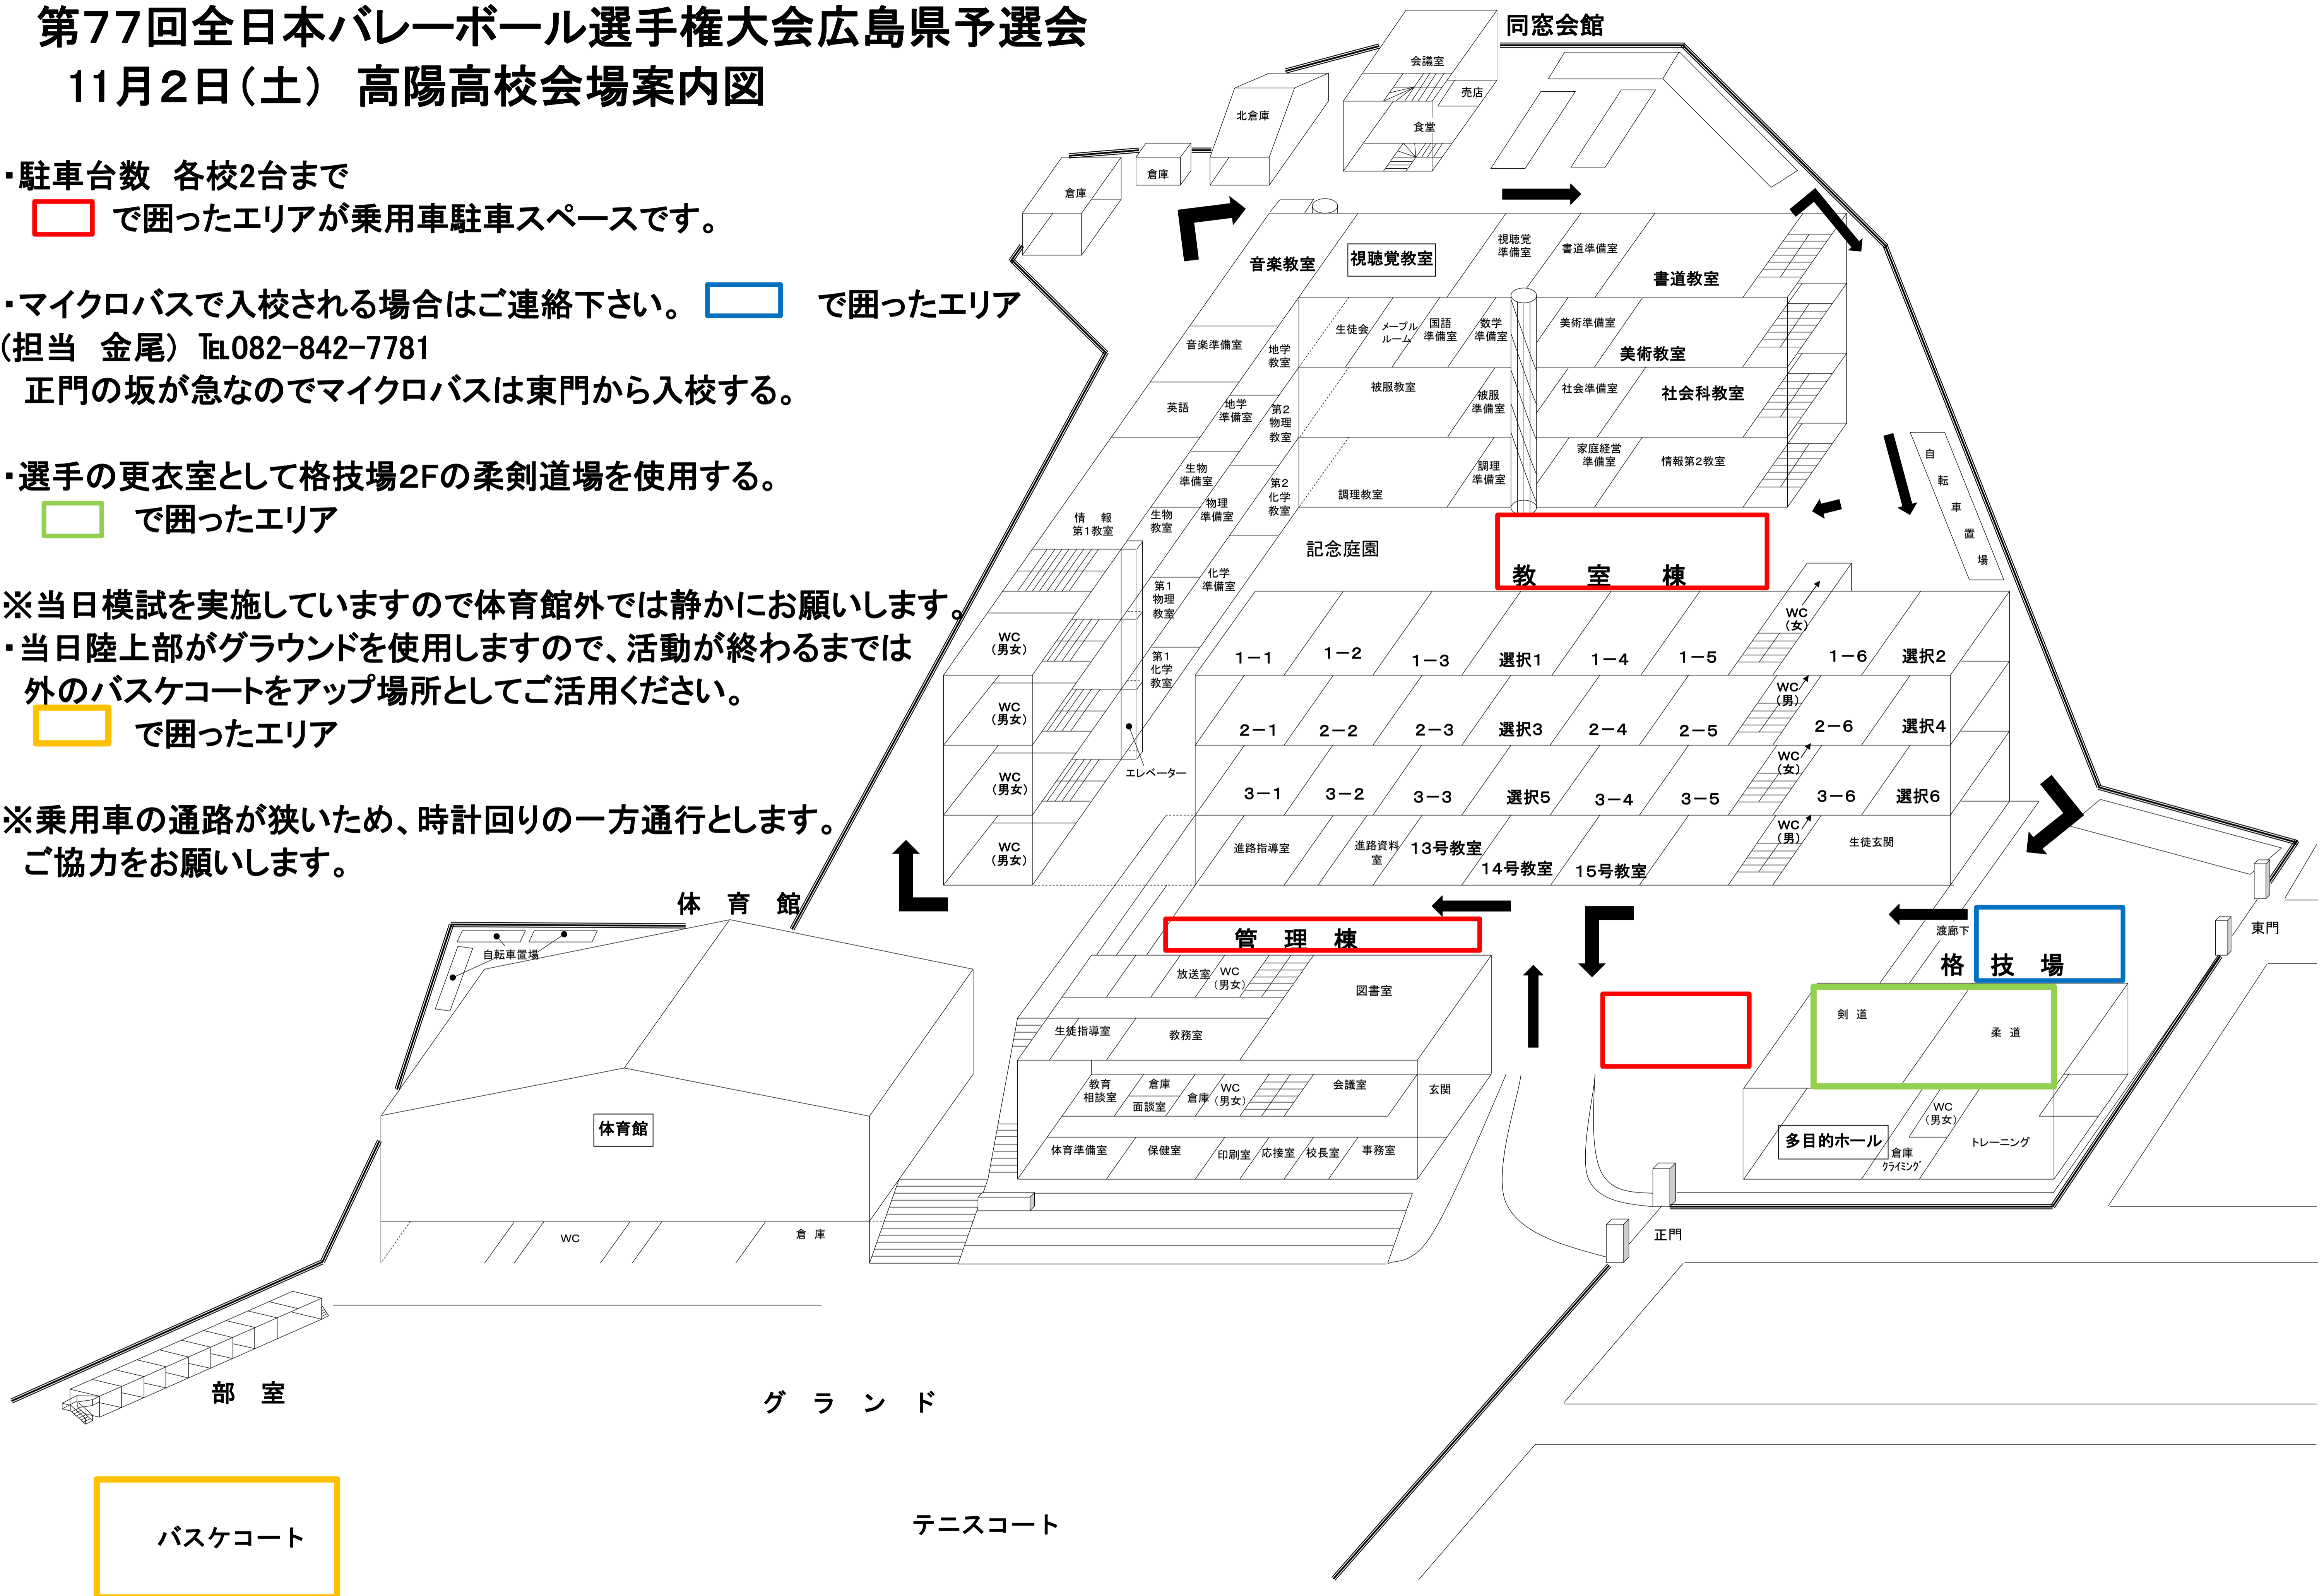 第77回全日本バレーボール選手権大会広島県予選会
11月2日(土) 高陽高校会場案内図
・駐車台数 各校2台まで
で囲ったエリアが乗用車駐車スペースです。
・マイクロバスで入校される場合はご連絡下さい。 で囲ったエリア
(担当 金尾) ℡082-842-7781
正門の坂が急なのでマイクロバスは東門から入校する。
・選手の更衣室として格技場2Fの柔剣道場を使用する。
で囲ったエリア
※当日模試を実施していますので体育館外では静かにお願いします。
・当日陸上部がグラウンドを使用しますので、活動が終わるまでは
外のバスケコートをアップ場所としてご活用ください。
で囲ったエリア
※乗用車の通路が狭いため、時計回りの一方通行とします。
ご協力をお願いします。
同窓会館
会議室
売店
食堂
北倉庫
倉庫
倉庫
音楽教室
視聴覚教室
視聴覚
準備室
書道準備室
書道教室
音楽準備室
地学
教室
生徒会
メープル
ルーム
国語
準備室
数学
準備室
美術準備室
美術教室
英語
地学
準備室
第2
物理
教室
被服教室
被服
準備室
社会準備室
社会科教室
生物
準備室
第2
化学
教室
調理教室
調理
準備室
家庭経営
準備室
情報第2教室
自転車置場
情 報
第1教室
生物
教室
物理
準備室
記念庭園
教 室 棟
第1
物理
教室
化学
準備室
第1
化学
教室
WC
(男女)
WC
(男女)
WC
(男女)
WC
(男女)
エレベーター
1-1
1-2
1-3
選択1
1-4
1-5
WC
(女)
1-6
選択2
2-1
2-2
2-3
選択3
2-4
2-5
WC
(男)
2-6
選択4
3-1
3-2
3-3
選択5
3-4
3-5
WC
(女)
3-6
選択6
進路指導室
進路資料
室
13号教室
14号教室
15号教室
WC
(男)
生徒玄関
体 育 館
自転車置場
管 理 棟
渡廊下
東門
格 技 場
放送室
WC
(男女)
図書室
生徒指導室
教務室
剣 道
柔 道
教育
相談室
倉庫
面談室
倉庫
WC
(男女)
会議室
玄関
体育館
体育準備室
保健室
印刷室
応接室
校長室
事務室
多目的ホール
倉庫
クライミング
WC
(男女)
トレーニング
WC
倉 庫
正門
部 室
グ ラ ン ド
バスケコート
テニスコート